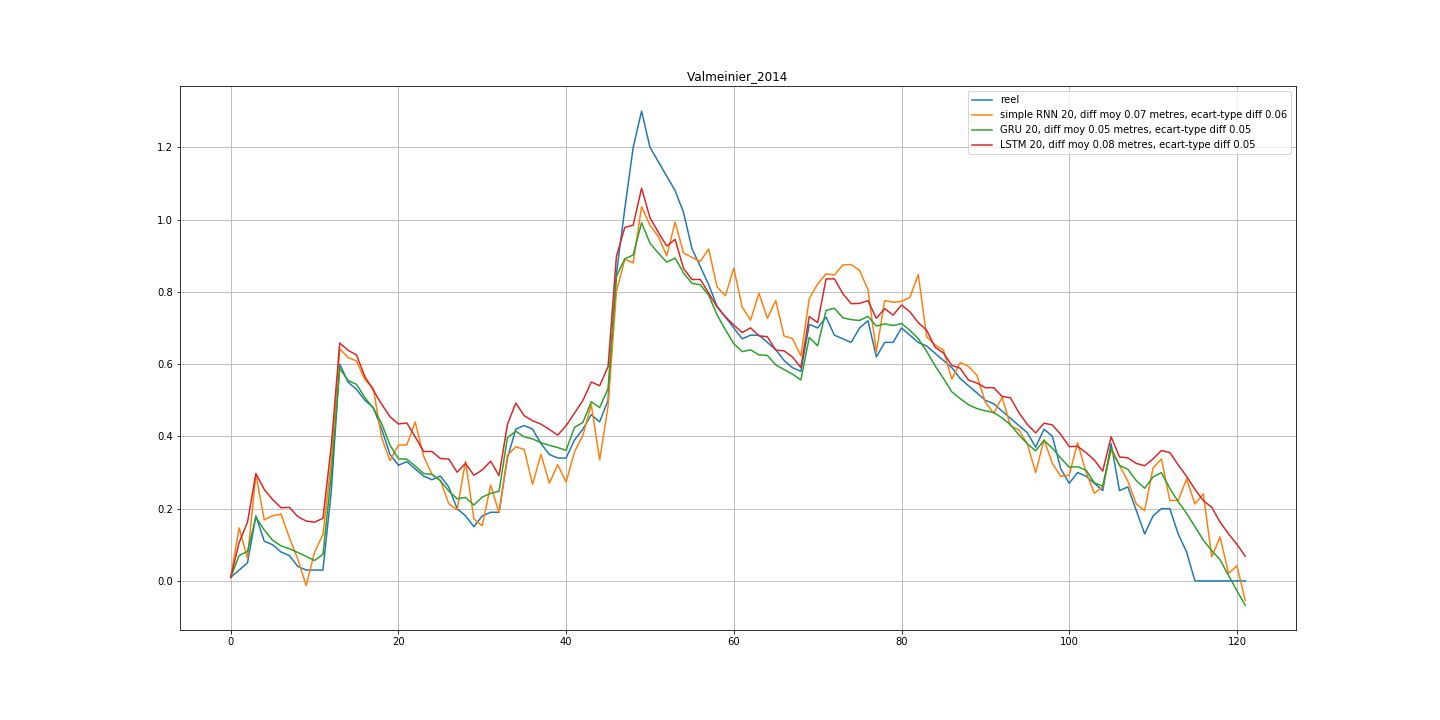 Valmeinier_2014
reel
simple RNN 20, diff moy 0.07 metres, ecart-type diff 0.06
GRU 20, diff moy 0.05 metres, ecart-type diff 0.05
LSTM 20, diff moy 0.08 metres, ecart-type diff 0.05
1.2
1.0
0.8
0.6
0.4
0.2
0.0
0 20 40 60 80 100 120